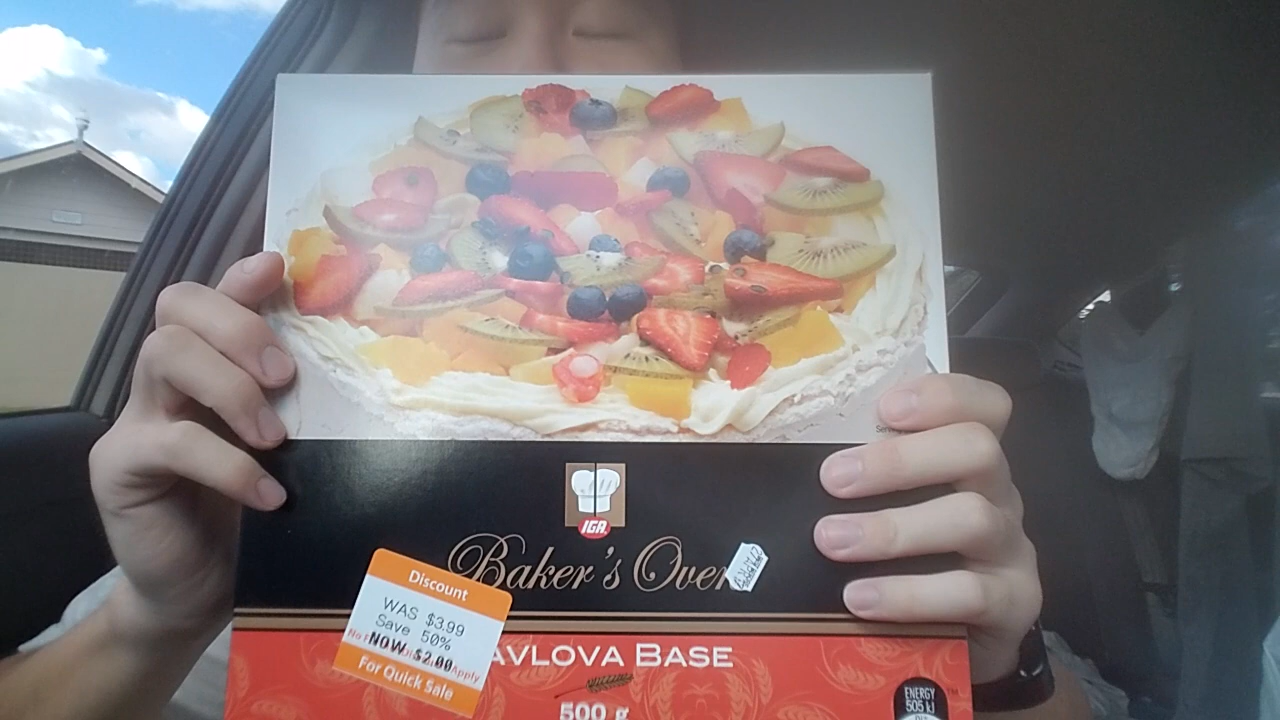 IGA
Baker's Oven
Discount
WAS $3.99
Save 50%
NOW $2.00
For Quick Sale
AVLOVA BASE
500 g
ENERGY
505 kJ
TM